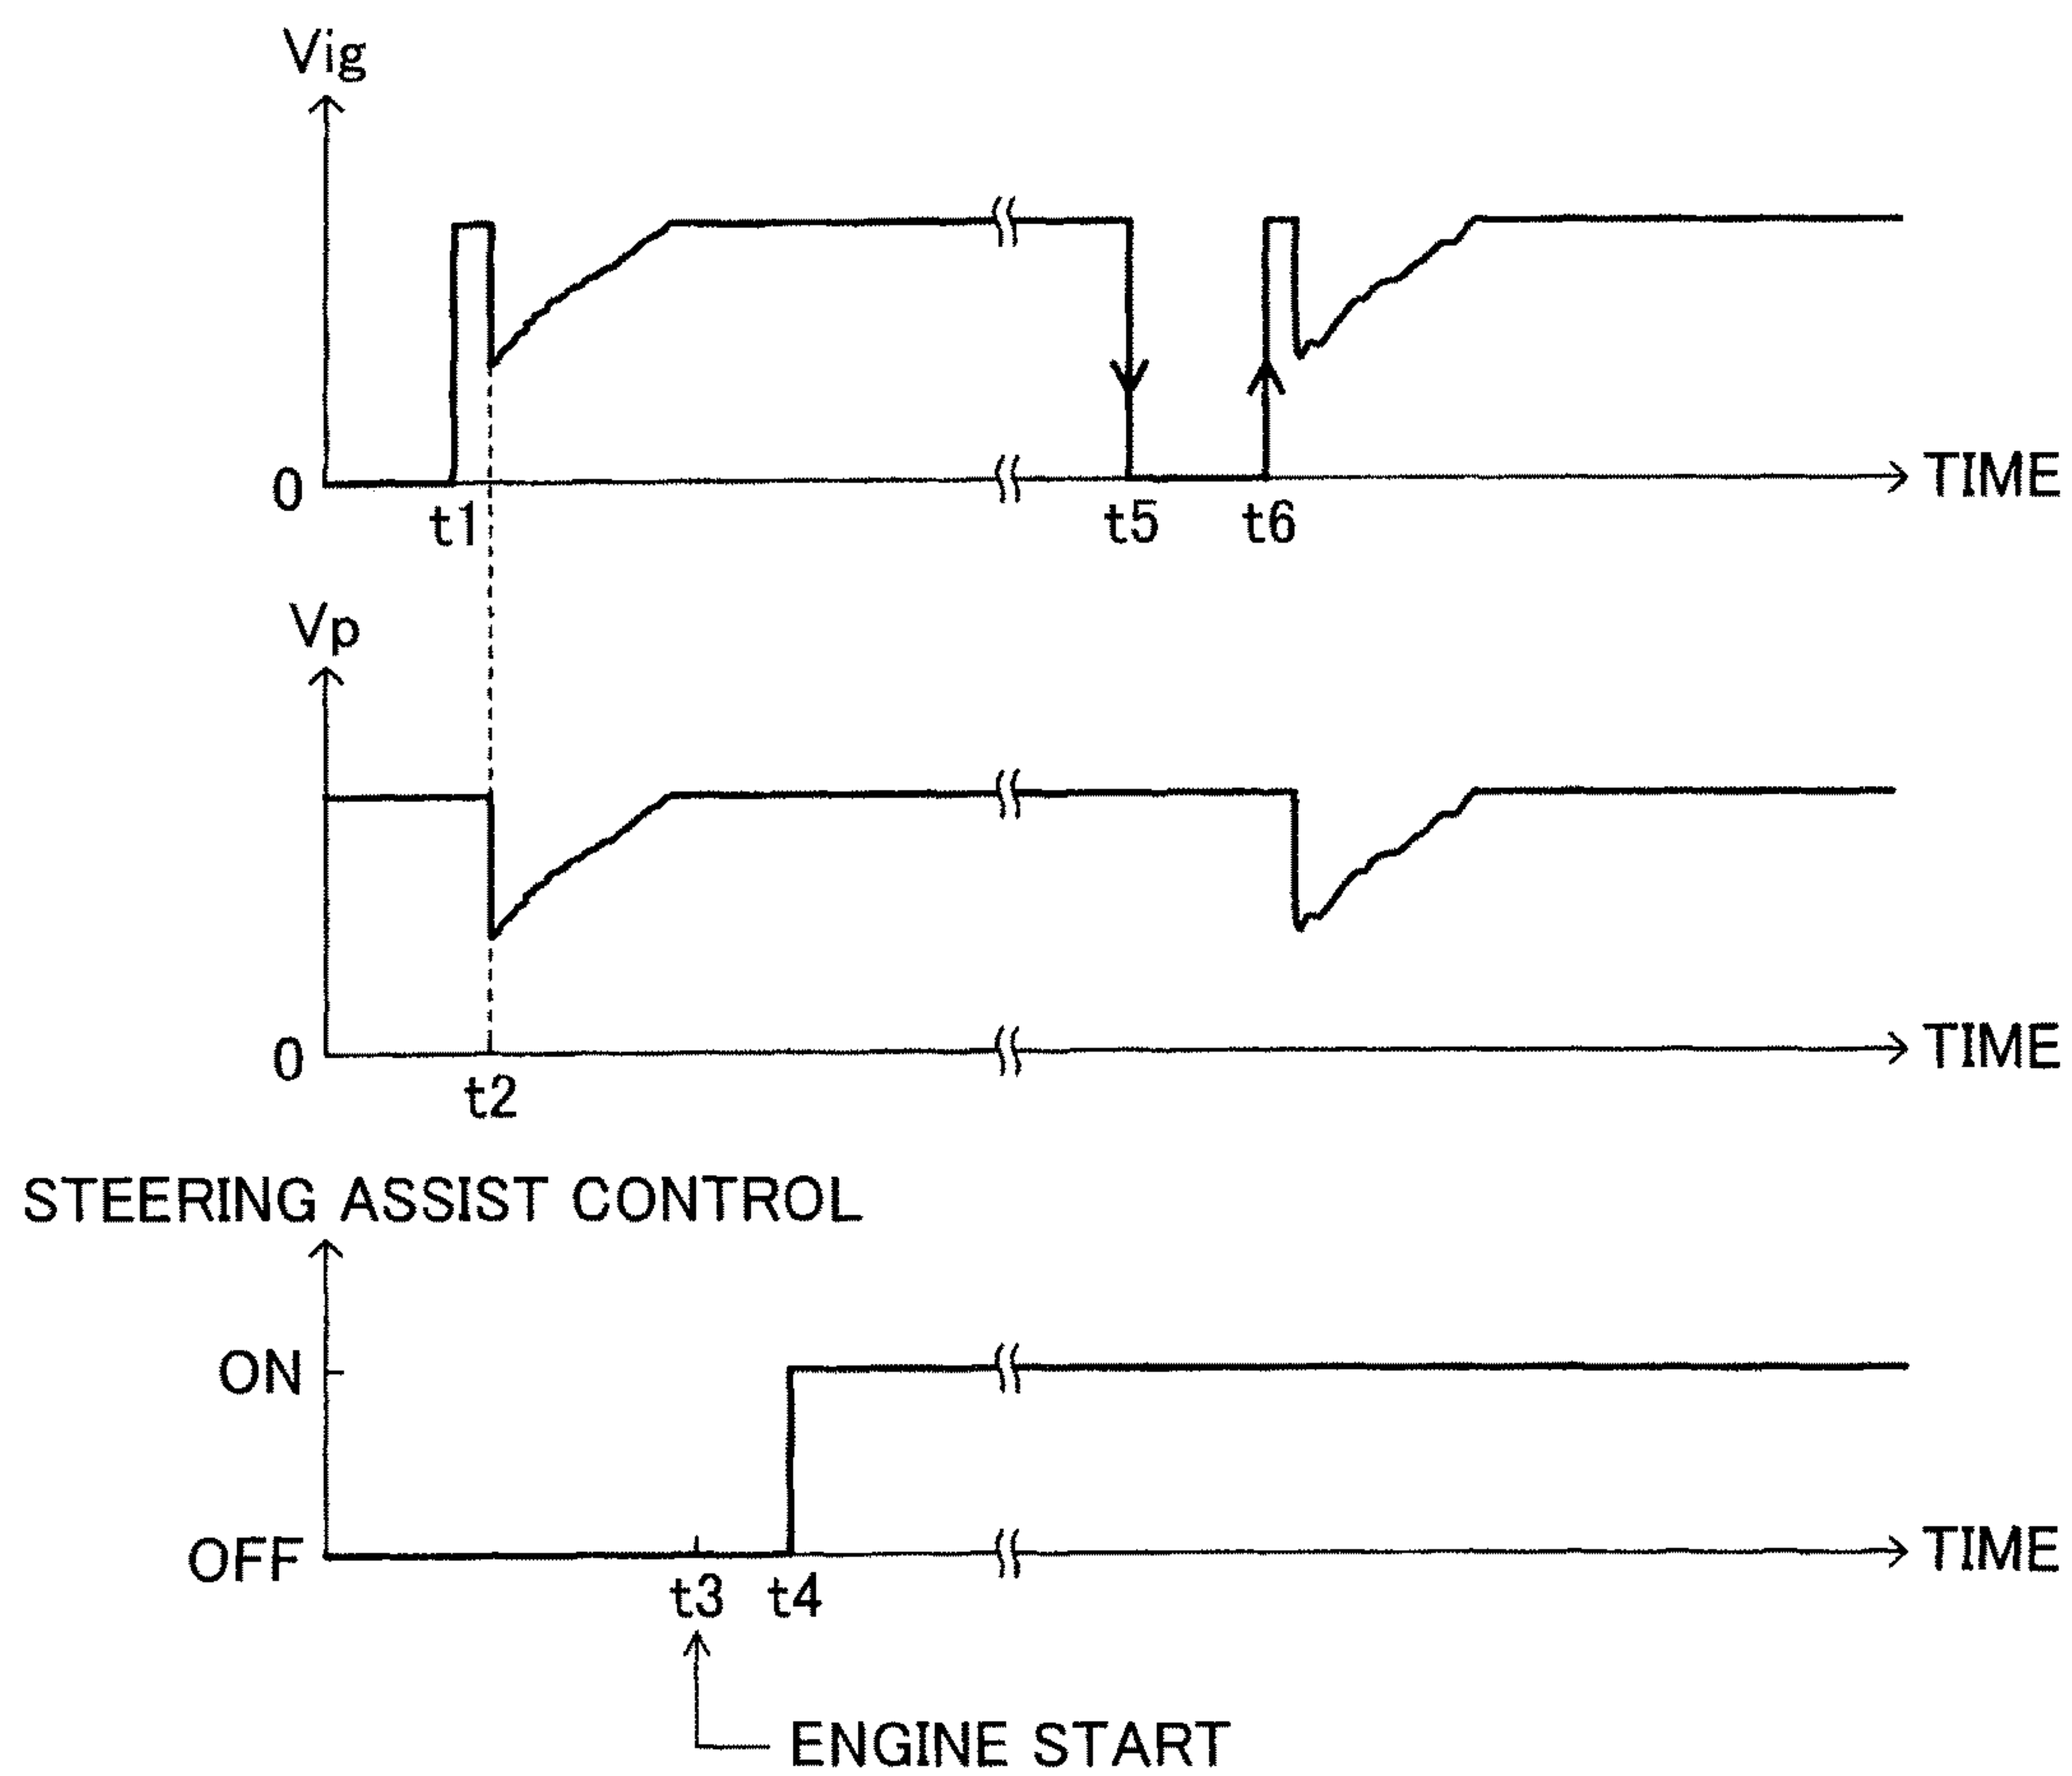 Vig
0
t1
t5
t6
TIME
Vp
0
t2
TIME
STEERING ASSIST CONTROL
ON
OFF
t3
t4
TIME
ENGINE START